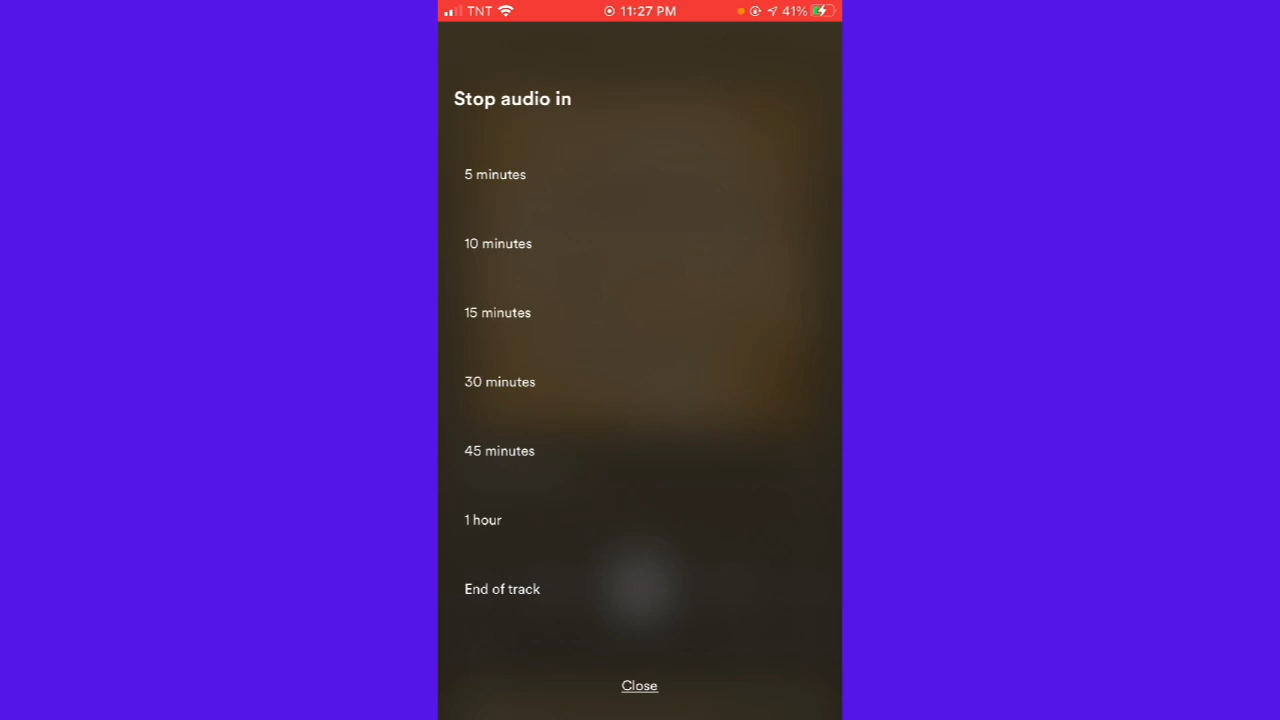 TNT 11:27 PM 41%
Stop audio in
5 minutes
10 minutes
15 minutes
30 minutes
45 minutes
1 hour
End of track
Close